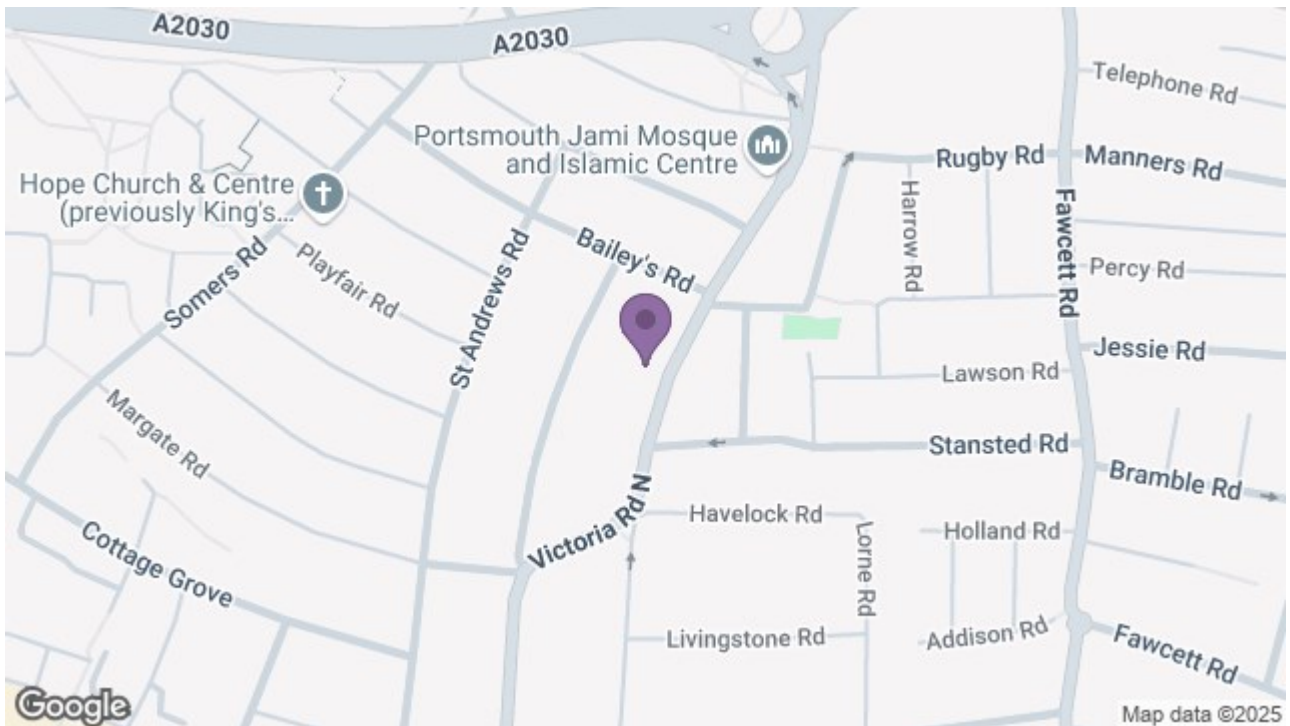 A2030
A2030
Telephone Rd
Portsmouth Jami Mosque
and Islamic Centre
Rugby Rd
Manners Rd
Hope Church & Centre
(previously King's...
Harrow Rd
Fawcett Rd
Bailey's Rd
Percy Rd
Somers Rd
Playfair Rd
St Andrews Rd
Jessie Rd
Lawson Rd
Margate Rd
Stansted Rd
Bramble Rd
Victoria Rd N
Havelock Rd
Holland Rd
Lorne Rd
Cottage Grove
Livingstone Rd
Addison Rd
Fawcett Rd
Google
Map data ©2025